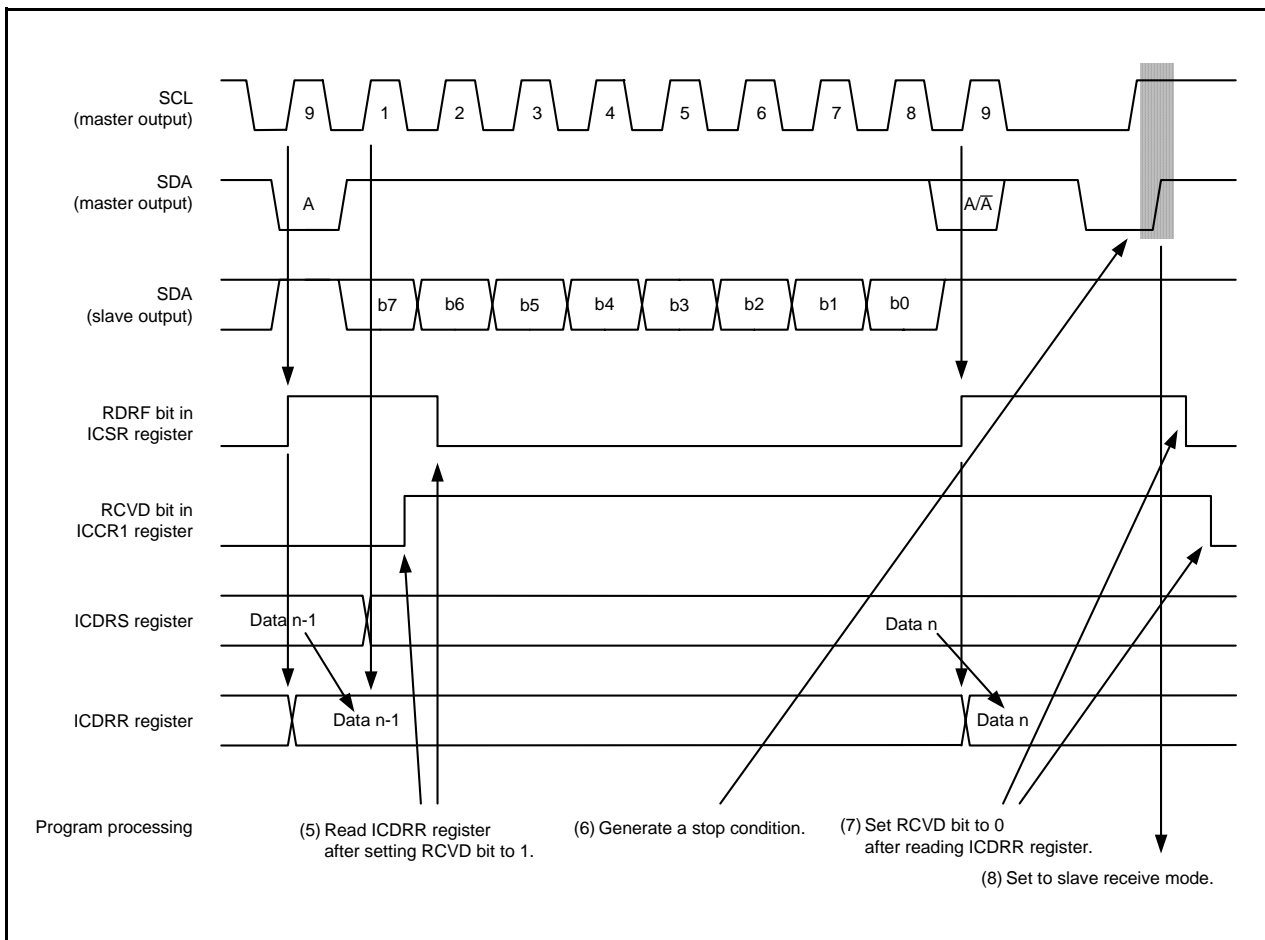 SCL
(master output)
9 1 2 3 4 5 6 7 8 9
SDA
(master output)
A A/A̅
SDA
(slave output)
b7 b6 b5 b4 b3 b2 b1 b0
RDRF bit in
ICSR register
RCVD bit in
ICCR1 register
ICDRS register
Data n-1 Data n
ICDRR register
Data n-1 Data n
Program processing
(5) Read ICDRR register
after setting RCVD bit to 1.
(6) Generate a stop condition.
(7) Set RCVD bit to 0
after reading ICDRR register.
(8) Set to slave receive mode.